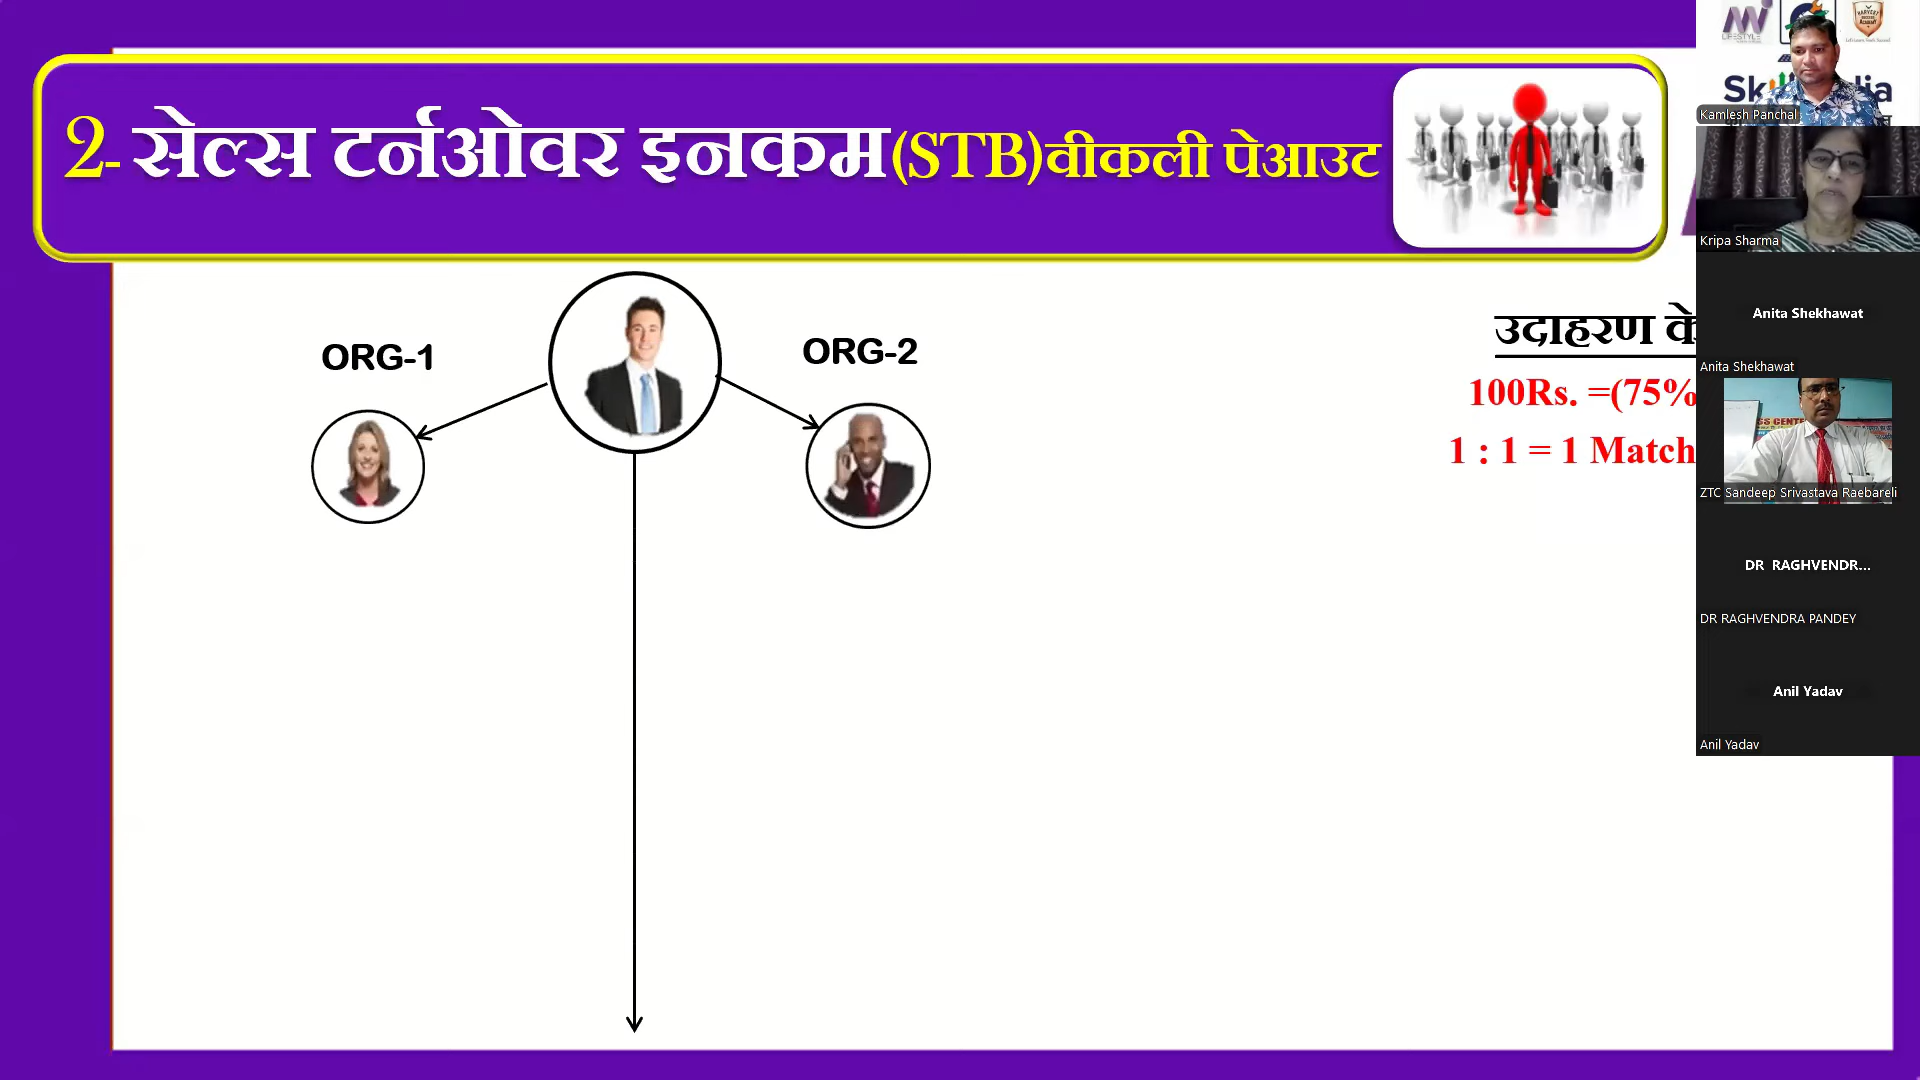 2- सेल्स टर्नओवर इनकम(STB)वीकली पेआउट
ORG-1
ORG-2
उदाहरण के
100Rs. =(75%
1 : 1 = 1 Match
LIFESTYLE
HARVEST
Kamlesh Panchal
Kripa Sharma
Anita Shekhawat
Anita Shekhawat
ZTC Sandeep Srivastava Raebareli
DR RAGHVENDR...
DR RAGHVENDRA PANDEY
Anil Yadav
Anil Yadav